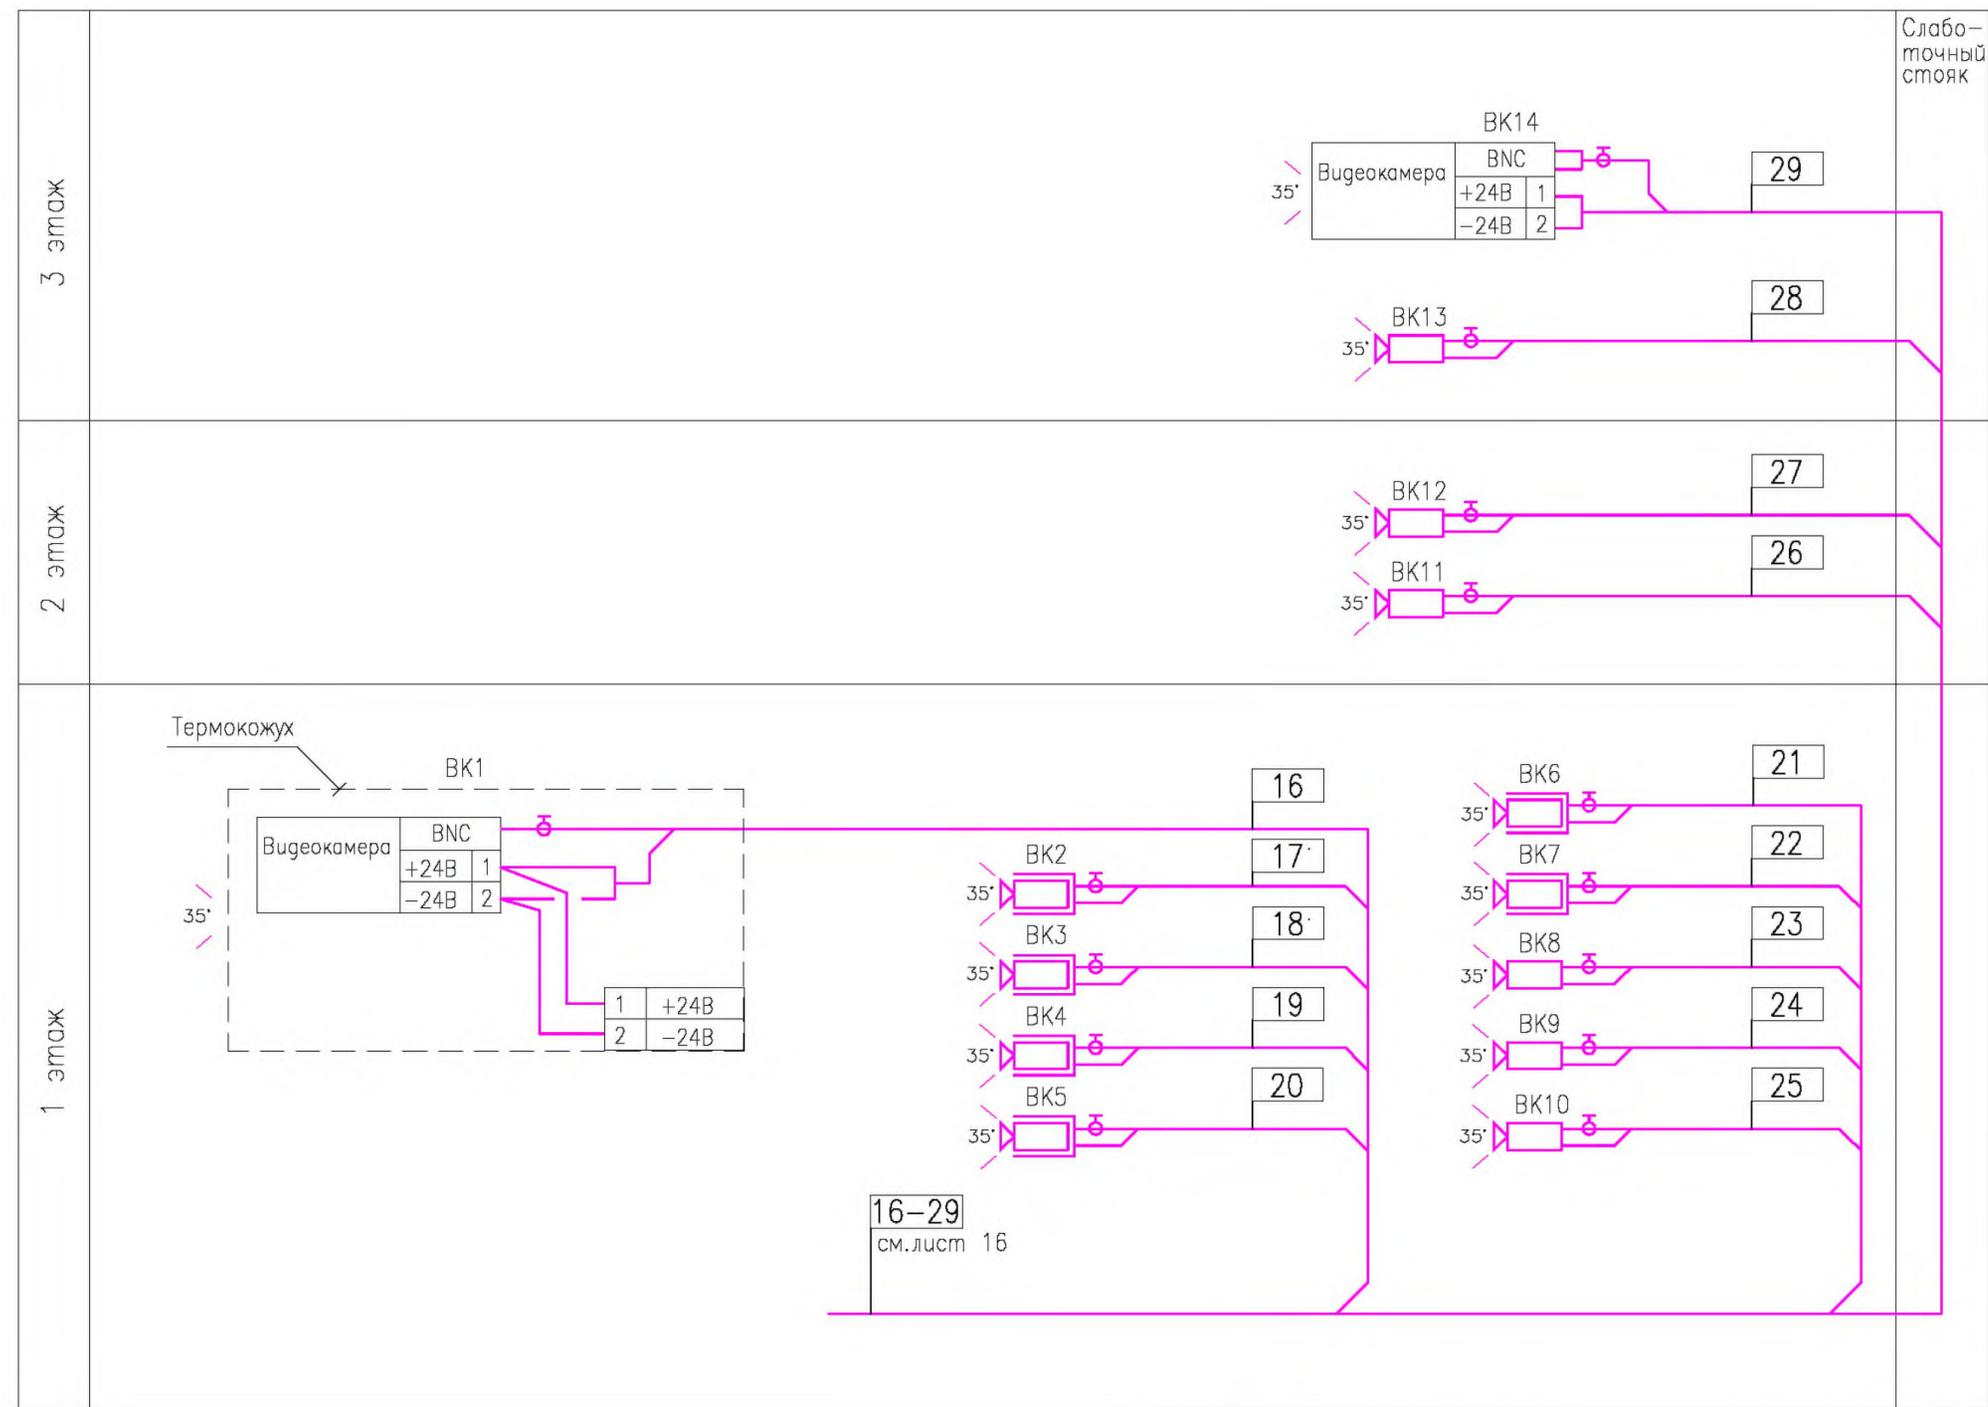 Слабо-
точный
стояк
3 этаж
ВК14
Видеокамера
BNC
+24В 1
-24В 2
35°
29
28
ВК13
35°
2 этаж
27
ВК12
35°
26
ВК11
35°
1 этаж
Термокожух
ВК1
Видеокамера
BNC
+24В 1
-24В 2
35°
1 +24В
2 -24В
16
17
ВК2
35°
18
ВК3
35°
19
ВК4
35°
20
ВК5
35°
21
ВК6
35°
22
ВК7
35°
23
ВК8
35°
24
ВК9
35°
25
ВК10
35°
16-29
см.лист 16